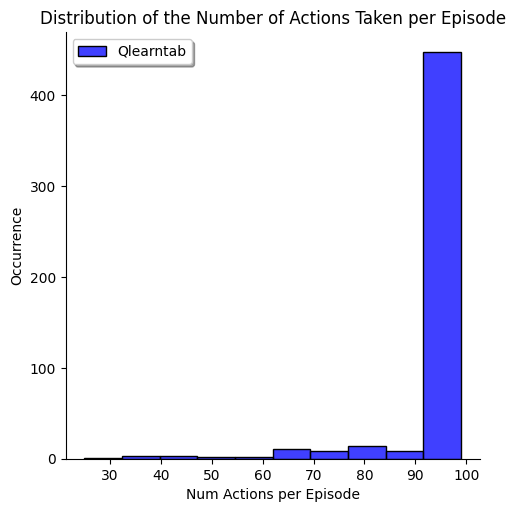 Distribution of the Number of Actions Taken per Episode
Qlearntab
400
300
200
100
0
Occurrence
30 40 50 60 70 80 90 100
Num Actions per Episode